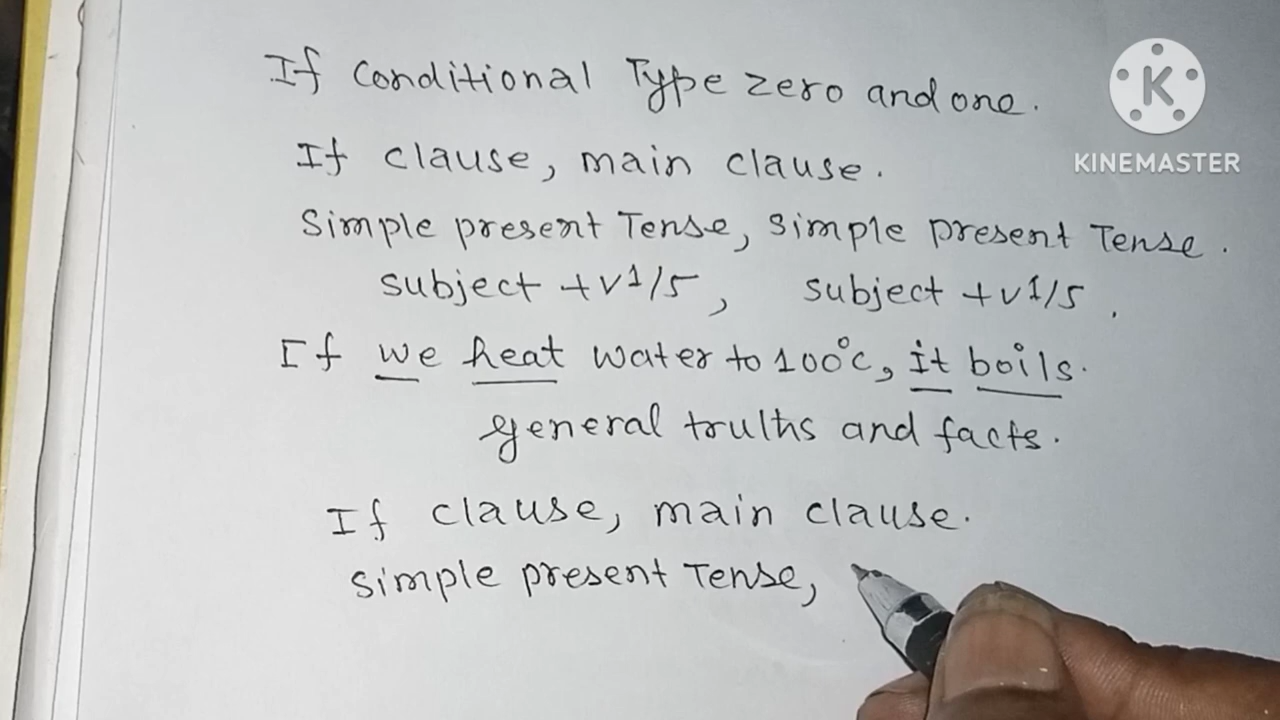 If Conditional Type zero and one.
If clause, main clause.
Simple present Tense, simple present Tense.
subject + v1/5, subject + v1/5.
If we heat water to 100°c, it boils.
general truths and facts.
If clause, main clause.
simple present Tense,
K
KINEMASTER